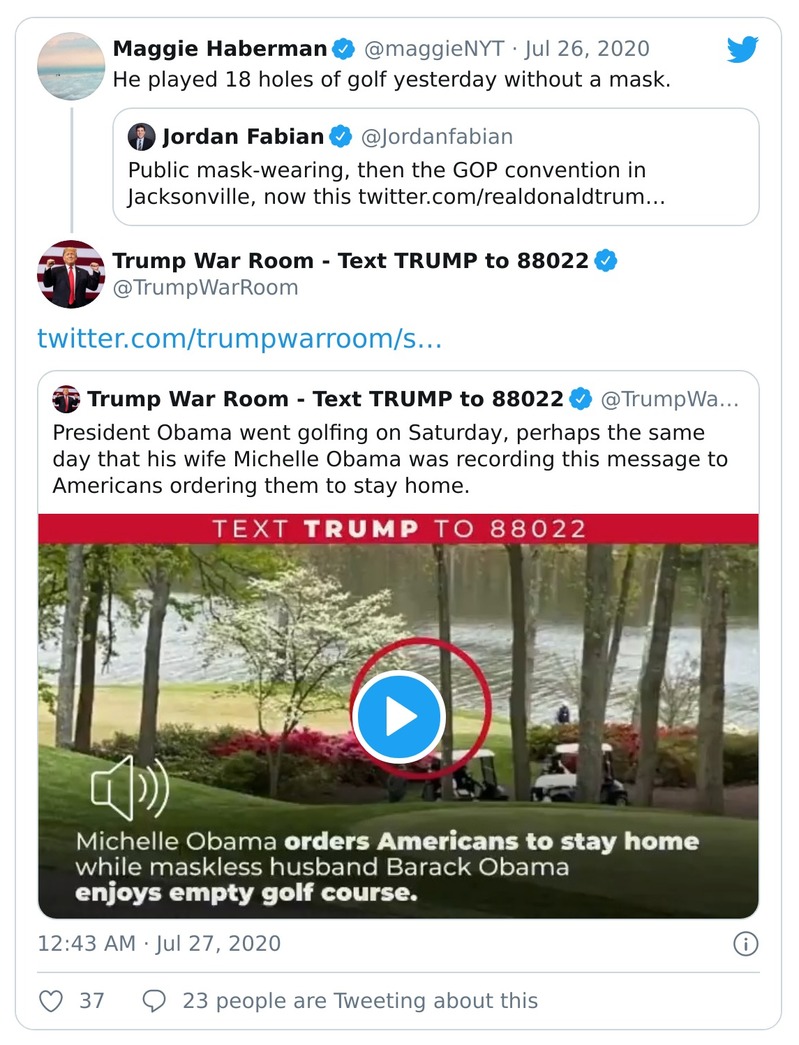 Maggie Haberman @maggieNYT · Jul 26, 2020
He played 18 holes of golf yesterday without a mask.
Jordan Fabian @Jordanfabian
Public mask-wearing, then the GOP convention in
Jacksonville, now this twitter.com/realdonaldtrum…
Trump War Room - Text TRUMP to 88022
@TrumpWarRoom
twitter.com/trumpwarroom/s…
Trump War Room - Text TRUMP to 88022 @TrumpWa…
President Obama went golfing on Saturday, perhaps the same
day that his wife Michelle Obama was recording this message to
Americans ordering them to stay home.
TEXT TRUMP TO 88022
Michelle Obama orders Americans to stay home
while maskless husband Barack Obama
enjoys empty golf course.
12:43 AM · Jul 27, 2020
37 23 people are Tweeting about this